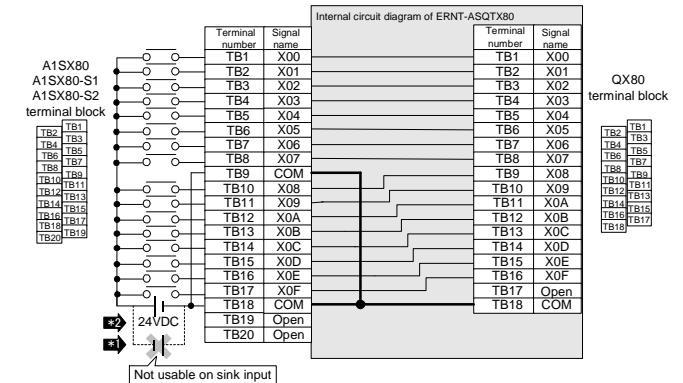 Internal circuit diagram of ERNT-ASQTX80
Terminal number Signal name
TB1 X00
TB2 X01
TB3 X02
TB4 X03
TB5 X04
TB6 X05
TB7 X06
TB8 X07
TB9 COM
TB10 X08
TB11 X09
TB12 X0A
TB13 X0B
TB14 X0C
TB15 X0D
TB16 X0E
TB17 X0F
TB18 COM
TB19 Open
TB20 Open
Terminal number Signal name
TB1 X00
TB2 X01
TB3 X02
TB4 X03
TB5 X04
TB6 X05
TB7 X06
TB8 X07
TB9 X08
TB10 X09
TB11 X0A
TB12 X0B
TB13 X0C
TB14 X0D
TB15 X0E
TB16 X0F
TB17 Open
TB18 COM
A1SX80
A1SX80-S1
A1SX80-S2
terminal block
TB1
TB2
TB3
TB4
TB5
TB6
TB7
TB8
TB9
TB10
TB11
TB12
TB13
TB14
TB15
TB16
TB17
TB18
TB19
TB20
QX80
terminal block
TB1
TB2
TB3
TB4
TB5
TB6
TB7
TB8
TB9
TB10
TB11
TB12
TB13
TB14
TB15
TB16
TB17
TB18
*2
24VDC
*1
Not usable on sink input